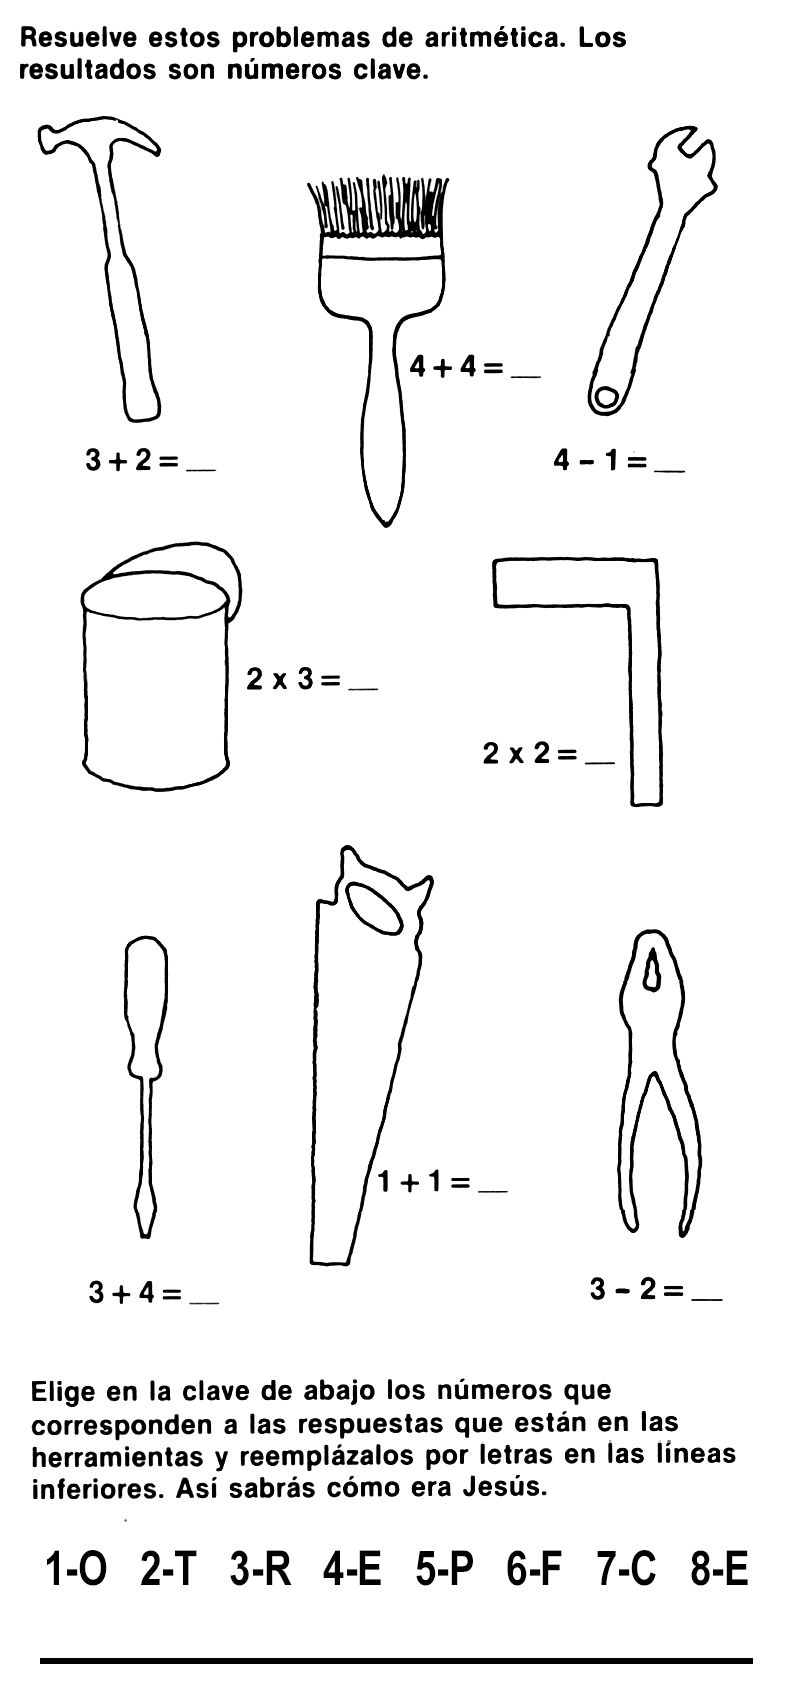 Resuelve estos problemas de aritmética. Los
resultados son números clave.
4 + 4 = __
3 + 2 = __
4 - 1 = __
2 x 3 = __
2 x 2 = __
1 + 1 = __
3 + 4 = __
3 - 2 = __
Elige en la clave de abajo los números que
corresponden a las respuestas que están en las
herramientas y reemplázalos por letras en las líneas
inferiores. Así sabrás cómo era Jesús.
1-O 2-T 3-R 4-E 5-P 6-F 7-C 8-E